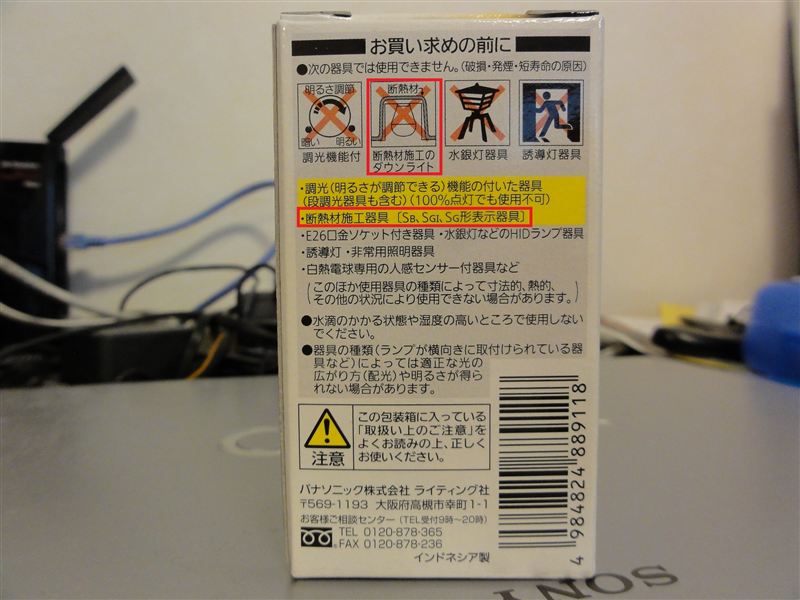 お買い求めの前に
●次の器具では使用できません。(破損・発煙・短寿命の原因)
明るさ調節
暗い 明るい
調光機能付
断熱材
断熱材施工の
ダウンライト
水銀灯器具
誘導灯器具
・調光(明るさが調節できる)機能の付いた器具
(段調光器具も含む)(100%点灯でも使用不可)
・断熱材施工器具〔SB、SGI、SG形表示器具〕
・E26口金ソケット付き器具・水銀灯などのHIDランプ器具
・誘導灯・非常用照明器具
・白熱電球専用の人感センサー付器具など
(このほか使用器具の種類によって寸法的、熱的、
その他の状況により使用できない場合があります。)
●水滴のかかる状態や湿度の高いところで使用しない
でください。
●器具の種類(ランプが横向きに取付けられている器
具など)によっては適正な光の
広がり方(配光)や明るさが得ら
れない場合があります。
注意
この包装箱に入っている
「取扱い上のご注意」を
よくお読みの上、正しく
お使いください。
パナソニック株式会社 ライティング社
〒569-1193 大阪府高槻市幸町1-1
お客様ご相談センター(TEL受付9時〜20時)
TEL 0120-878-365
FAX 0120-878-236
インドネシア製
4 984824 889118
SONY